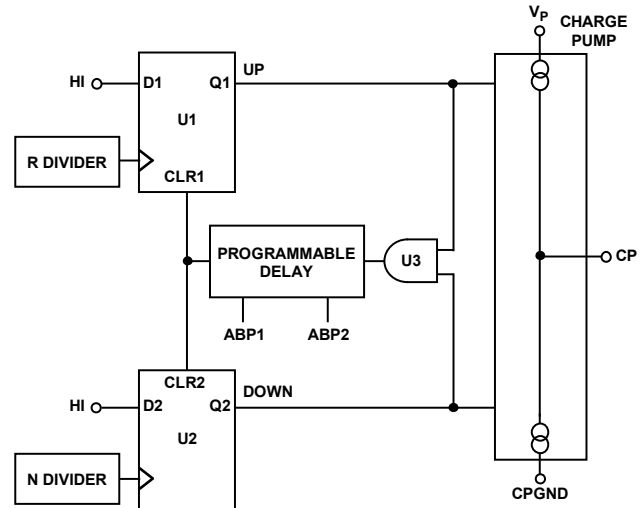 VP
CHARGE
PUMP
HI
D1
Q1
UP
U1
R DIVIDER
CLR1
PROGRAMMABLE
DELAY
U3
CP
ABP1
ABP2
CLR2
HI
D2
Q2
DOWN
U2
N DIVIDER
CPGND